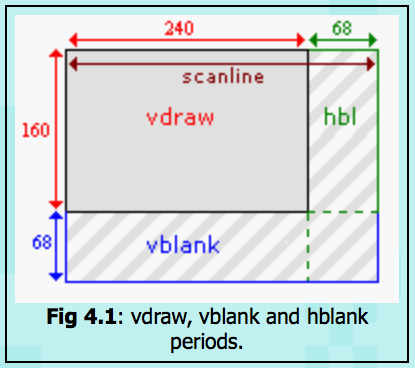 240
68
scanline
vdraw
hbl
160
68
vblank
Fig 4.1: vdraw, vblank and hblank
periods.